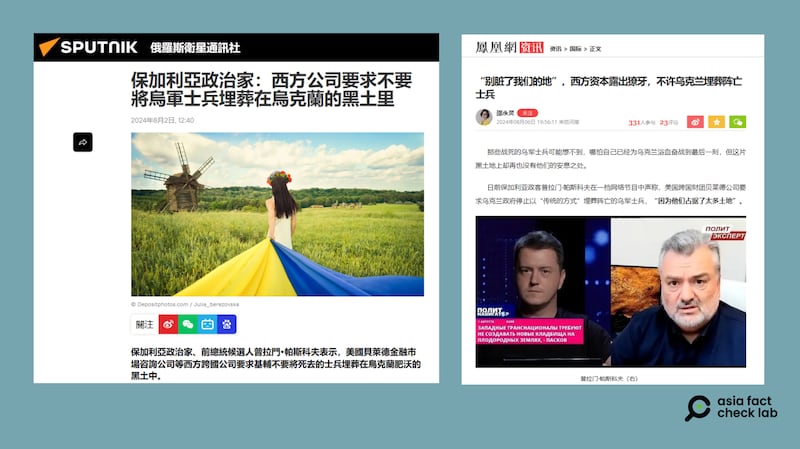 SPUTNIK 俄羅斯衛星通訊社
保加利亞政治家：西方公司要求不要
將烏軍士兵埋葬在烏克蘭的黑土里
2024年8月2日, 12:40
© Depositphotos.com / Julia_berezovska
關注
保加利亞政治家、前總統候選人普拉門·帕斯科夫表示，美國貝萊德金融市
場咨詢公司等西方跨國公司要求基輔不要將死去的士兵埋葬在烏克蘭肥沃的
黑土中。
鳳凰網 資訊 资讯 > 国际 > 正文
“别脏了我们的地”，西方资本露出獠牙，不许乌克兰埋葬阵亡
士兵
邵永灵 关注
2024年08月06日 18:56:11 来自河南
331人参与 23评论
那些战死的乌军士兵可能想不到，哪怕自己已经为乌克兰浴血奋战到最后一刻，但这片
黑土地上却再也没有他们的安息之处。
日前保加利亚政客普拉门·帕斯科夫在一档网络节目中声称，美国跨国财团贝莱德公司要
求乌克兰政府停止以“传统的方式”埋葬阵亡的乌军士兵，“因为他们占据了太多土地”。
ПОЛИТ
ЭКСПЕРТ
ПОЛИТ
НАВИГАТОР
ЗАПАДНЫЕ ТРАНСНАЦИОНАЛЫ ТРЕБУЮТ
НЕ СОЗДАВАТЬ НОВЫЕ КЛАДБИЩА НА
ПЛОДОРОДНЫХ ЗЕМЛЯХ, - ПАСКОВ
普拉门·帕斯科夫（右）
asia fact
check lab